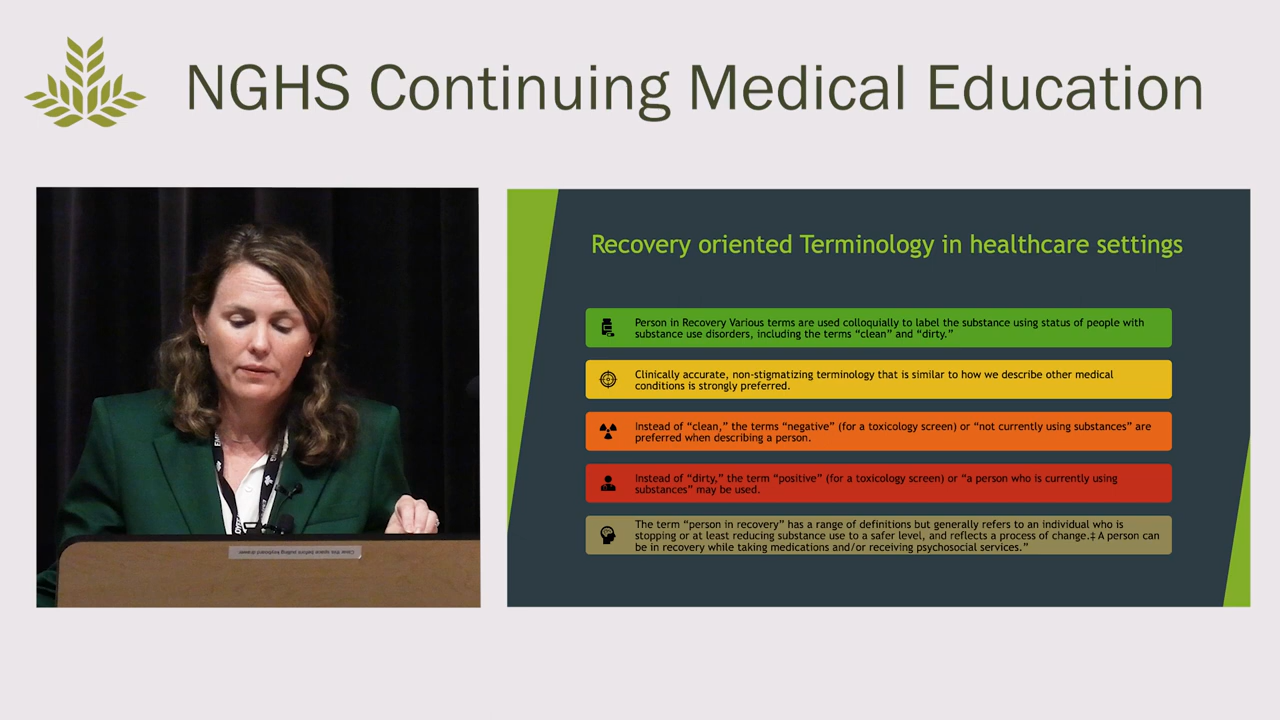 NGHS Continuing Medical Education
Recovery oriented Terminology in healthcare settings
Person in Recovery Various terms are used colloquially to label the substance using status of people with
substance use disorders, including the terms “clean” and “dirty.”
Clinically accurate, non-stigmatizing terminology that is similar to how we describe other medical
conditions is strongly preferred.
Instead of “clean,” the terms “negative” (for a toxicology screen) or “not currently using substances” are
preferred when describing a person.
Instead of “dirty,” the term “positive” (for a toxicology screen) or “a person who is currently using
substances” may be used.
The term “person in recovery” has a range of definitions but generally refers to an individual who is
stopping or at least reducing substance use to a safer level, and reflects a process of change.‡ A person can
be in recovery while taking medications and/or receiving psychosocial services.”
Clear this space before pulling keyboard drawer